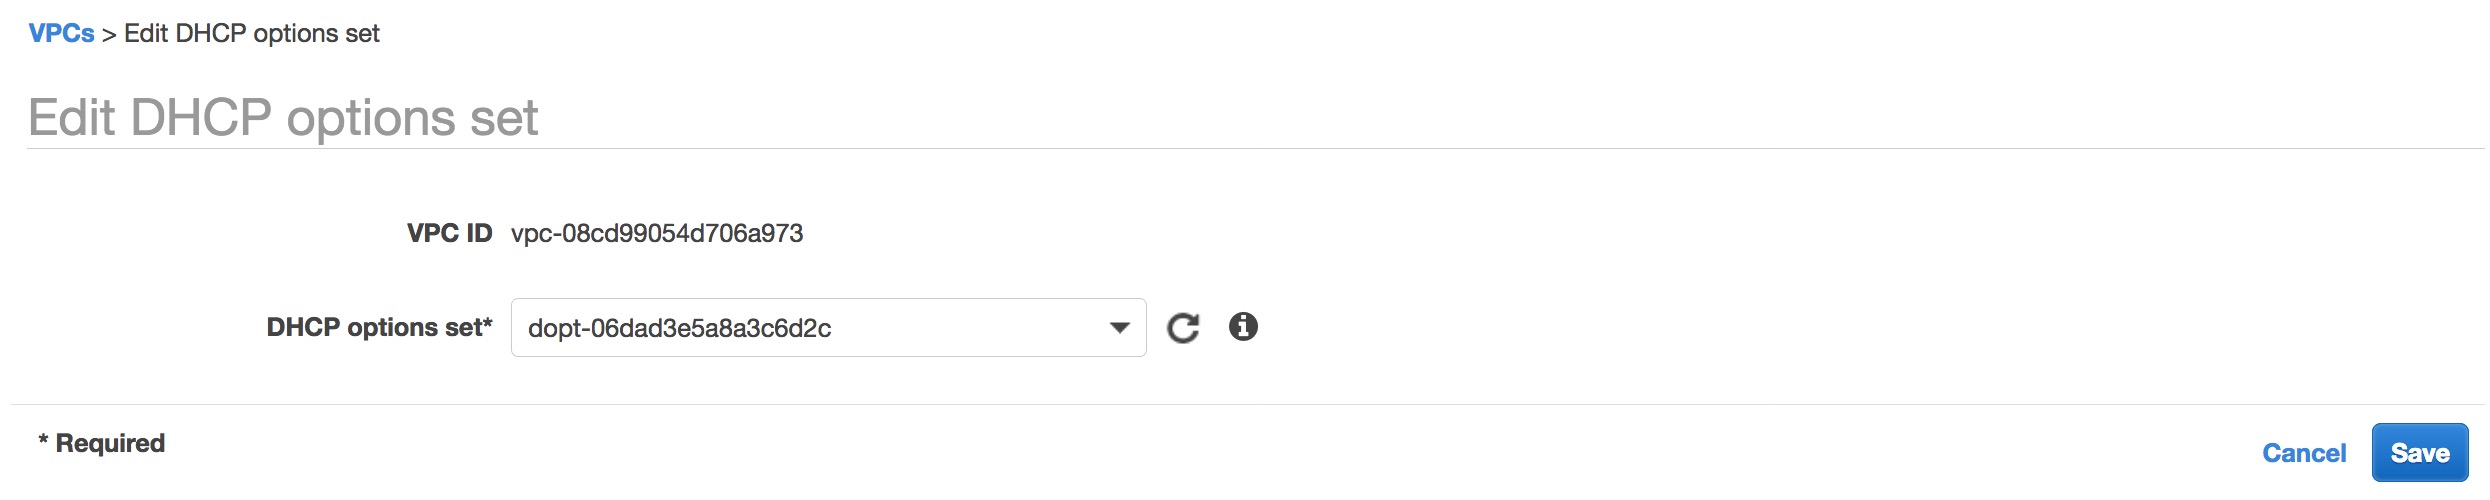 VPCs > Edit DHCP options set
Edit DHCP options set
VPC ID vpc-08cd99054d706a973
DHCP options set* dopt-06dad3e5a8a3c6d2c
* Required
Cancel Save